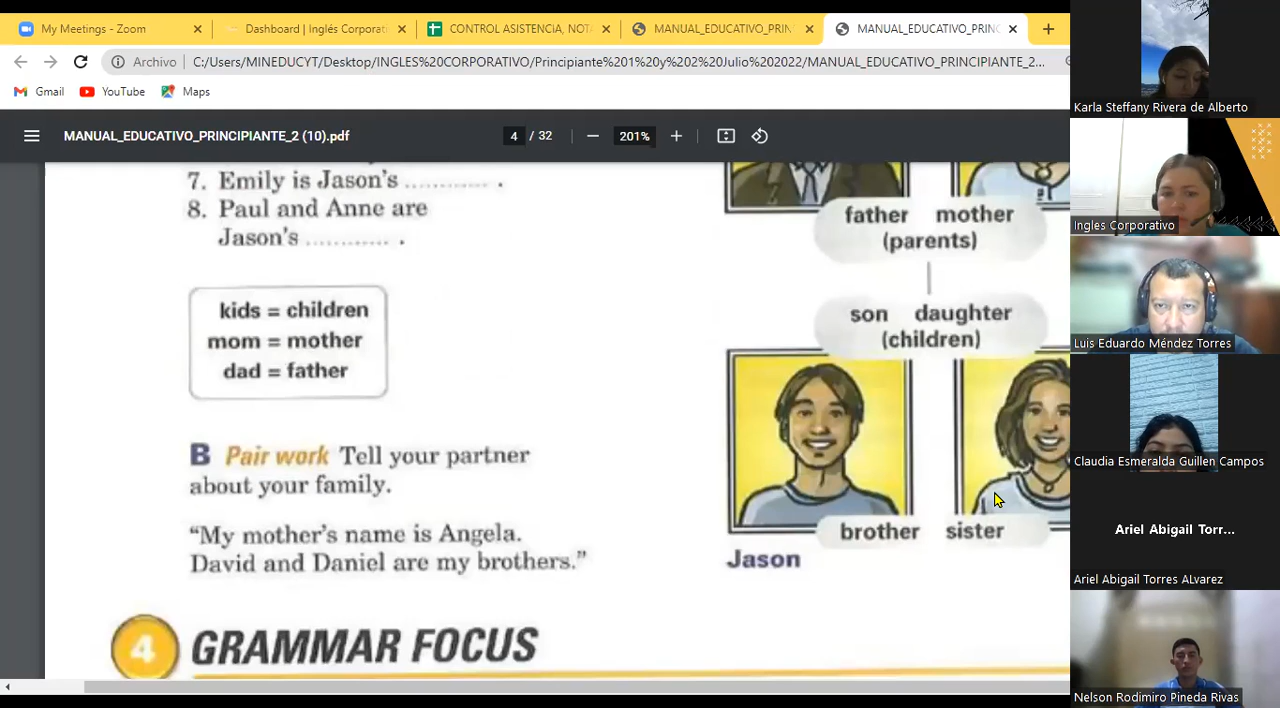 My Meetings - Zoom
Dashboard | Inglés Corporati
CONTROL ASISTENCIA, NOTA
MANUAL_EDUCATIVO_PRIN
MANUAL_EDUCATIVO_PRIN
Archivo
C:/Users/MINEDUCYT/Desktop/INGLES%20CORPORATIVO/Principiante%201%20y%202%20Julio%202022/MANUAL_EDUCATIVO_PRINCIPIANTE_2...
Gmail
YouTube
Maps
MANUAL_EDUCATIVO_PRINCIPIANTE_2 (10).pdf
4 / 32
201%
7. Emily is Jason's ............ .
8. Paul and Anne are
Jason's ............ .
kids = children
mom = mother
dad = father
B Pair work Tell your partner
about your family.
"My mother's name is Angela.
David and Daniel are my brothers."
father mother
(parents)
son daughter
(children)
brother sister
Jason
4 GRAMMAR FOCUS
Karla Steffany Rivera de Alberto
Ingles Corporativo
Luis Eduardo Méndez Torres
Claudia Esmeralda Guillen Campos
Ariel Abigail Torr...
Ariel Abigail Torres ALvarez
Nelson Rodimiro Pineda Rivas